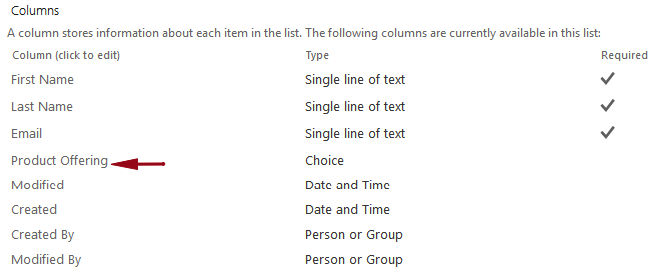 Columns
A column stores information about each item in the list. The following columns are currently available in this list:
Column (click to edit) Type Required
First Name Single line of text
Last Name Single line of text
Email Single line of text
Product Offering Choice
Modified Date and Time
Created Date and Time
Created By Person or Group
Modified By Person or Group